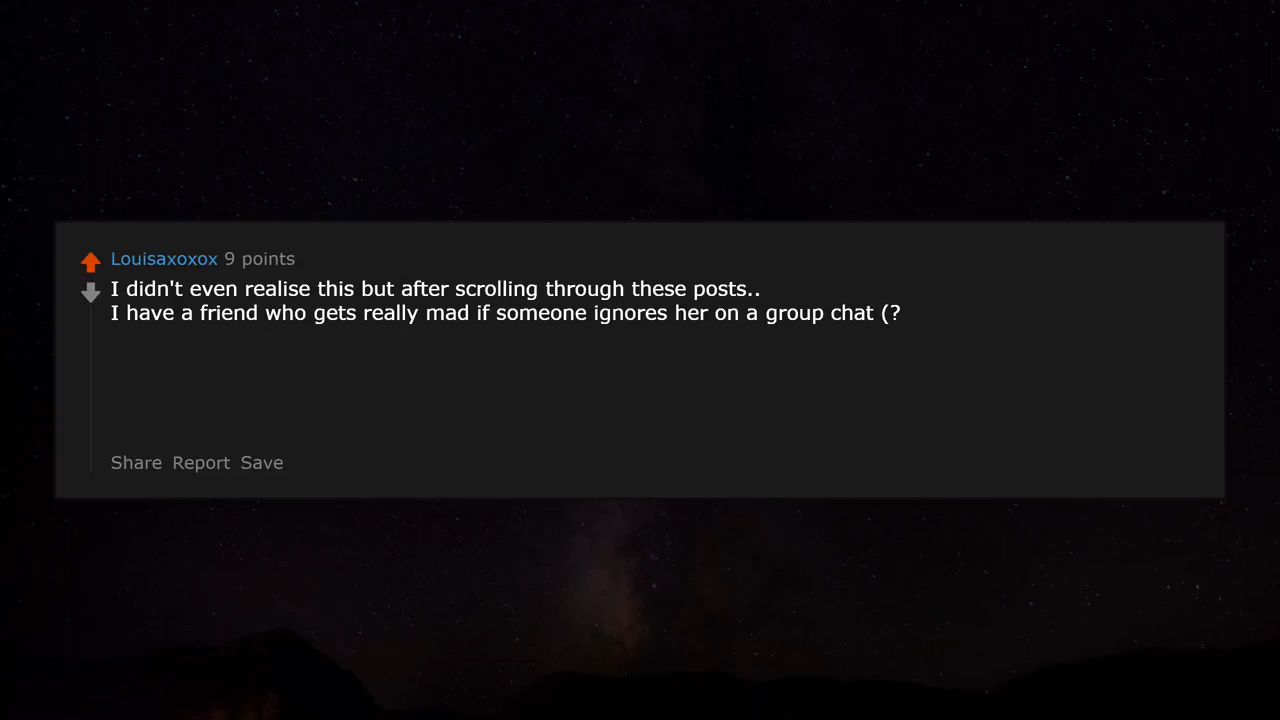 Louisaxoxox 9 points
I didn't even realise this but after scrolling through these posts..
I have a friend who gets really mad if someone ignores her on a group chat (?
Share Report Save